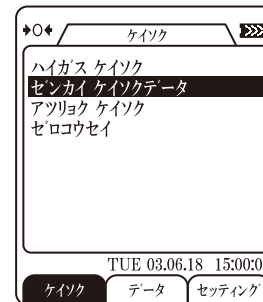 ケイソク
ハイガス ケイソク
ゼンカイ ケイソクデータ
アツリョク ケイソク
ゼロコウセイ
TUE 03.06.18 15:00:0
ケイソク データ セッティング